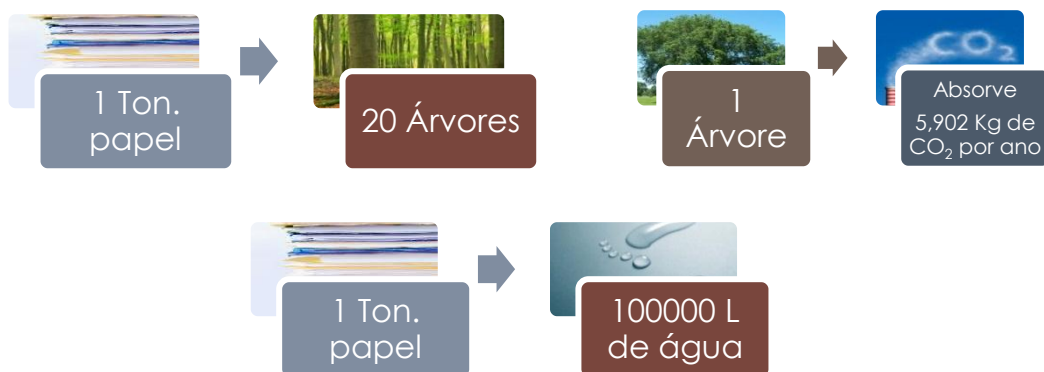 1 Ton.
papel
20 Árvores
1
Árvore
CO₂
Absorve
5,902 Kg de
CO₂ por ano
1 Ton.
papel
100000 L
de água